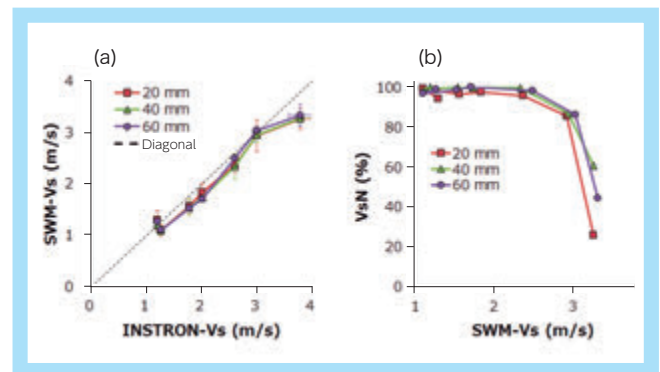 (a)
4
3
2
1
0
SWM-Vs (m/s)
20 mm
40 mm
60 mm
Diagonal
0 1 2 3 4
INSTRON-Vs (m/s)
(b)
100
80
60
40
20
0
VsN (%)
20 mm
40 mm
60 mm
1 2 3
SWM-Vs (m/s)